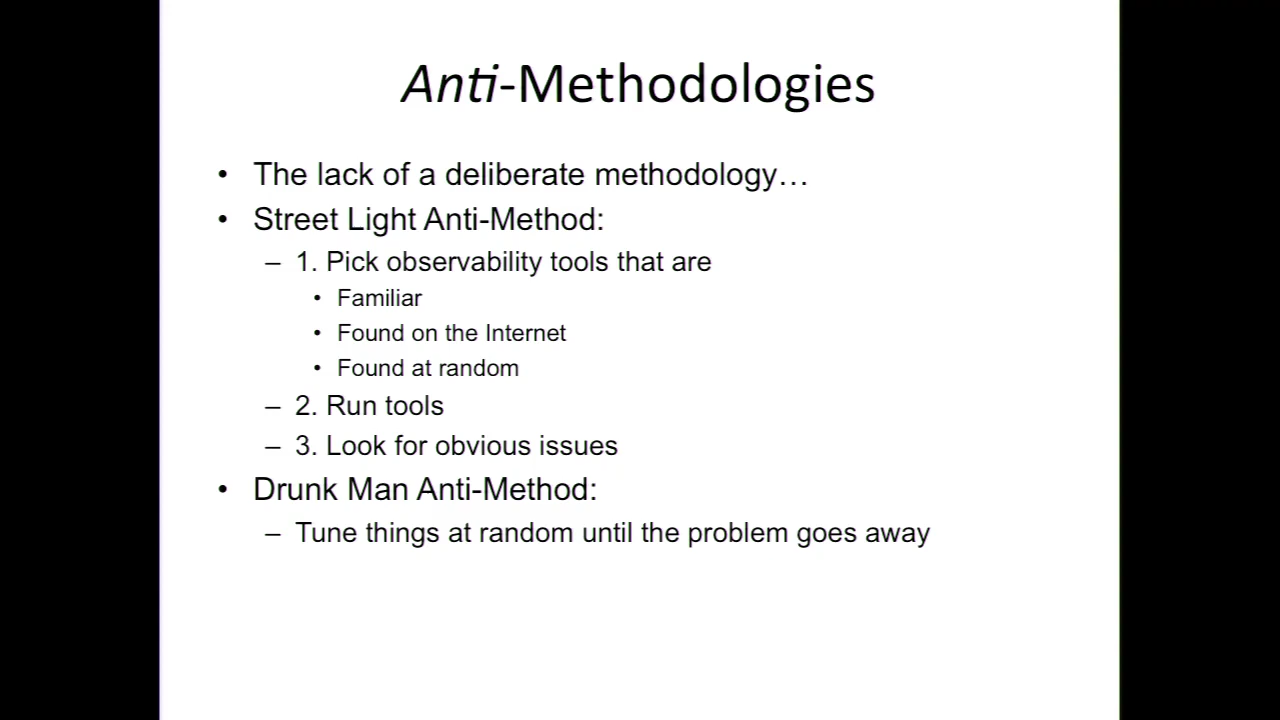 Anti-Methodologies
• The lack of a deliberate methodology…
• Street Light Anti-Method:
– 1. Pick observability tools that are
• Familiar
• Found on the Internet
• Found at random
– 2. Run tools
– 3. Look for obvious issues
• Drunk Man Anti-Method:
– Tune things at random until the problem goes away